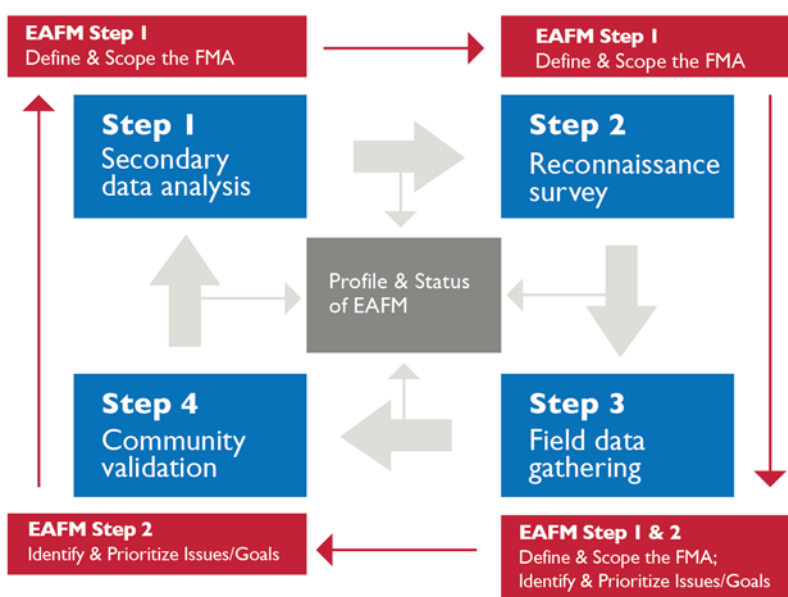 EAFM Step 1
Define & Scope the FMA
EAFM Step 1
Define & Scope the FMA
Step 1
Secondary
data analysis
Step 2
Reconnaissance
survey
Profile & Status
of EAFM
Step 4
Community
validation
Step 3
Field data
gathering
EAFM Step 2
Identify & Prioritize Issues/Goals
EAFM Step 1 & 2
Define & Scope the FMA;
Identify & Prioritize Issues/Goals